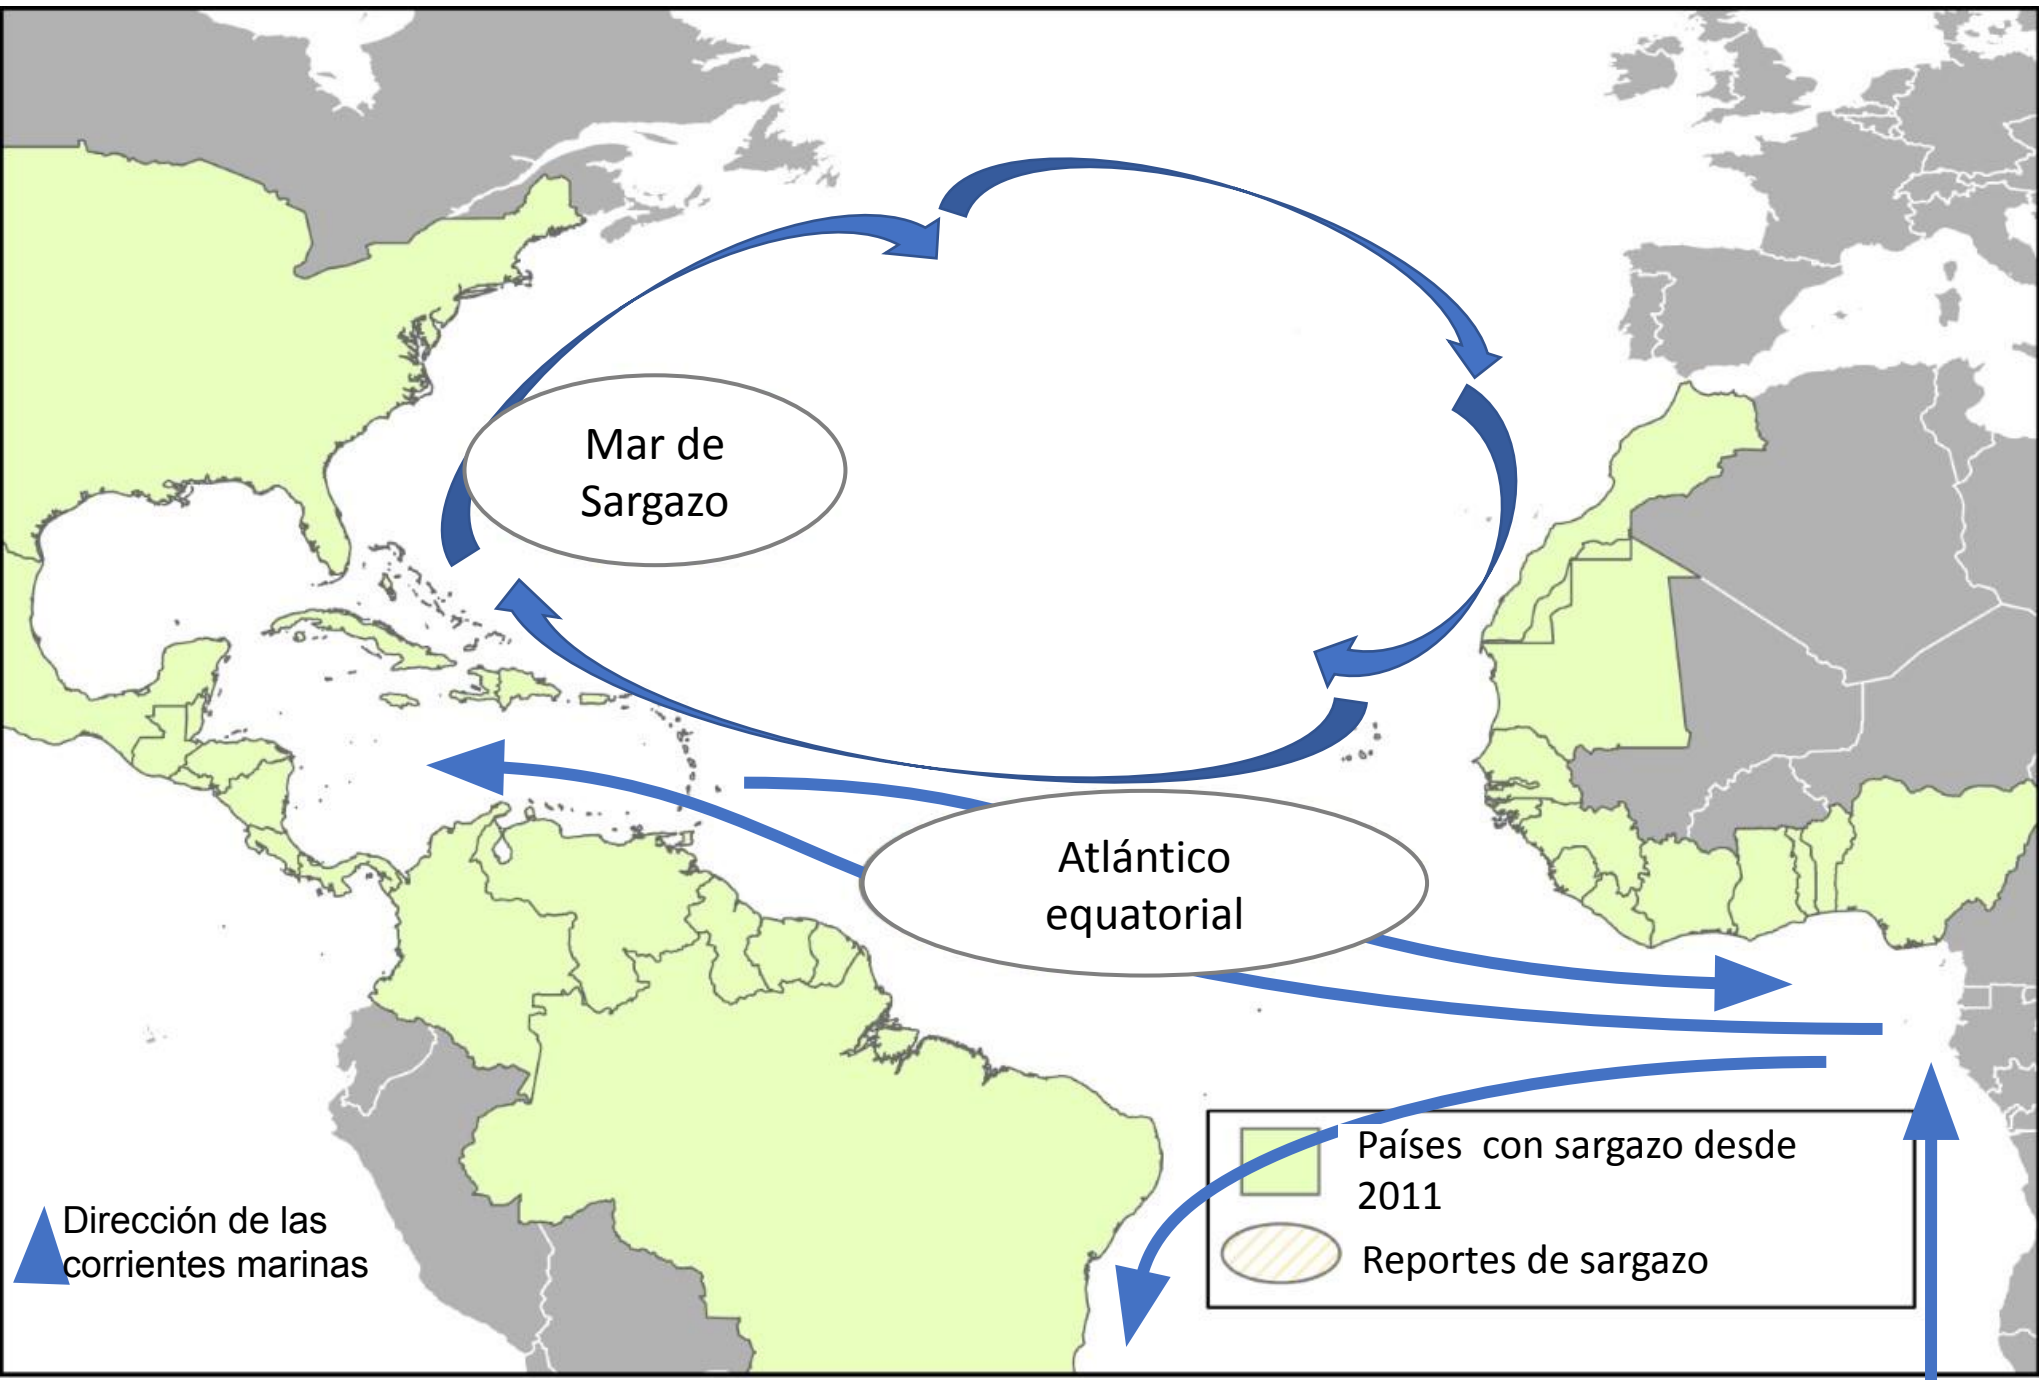 Mar de
Sargazo
Atlántico
equatorial
Países  con sargazo desde
2011
Reportes de sargazo
Dirección de las
corrientes marinas